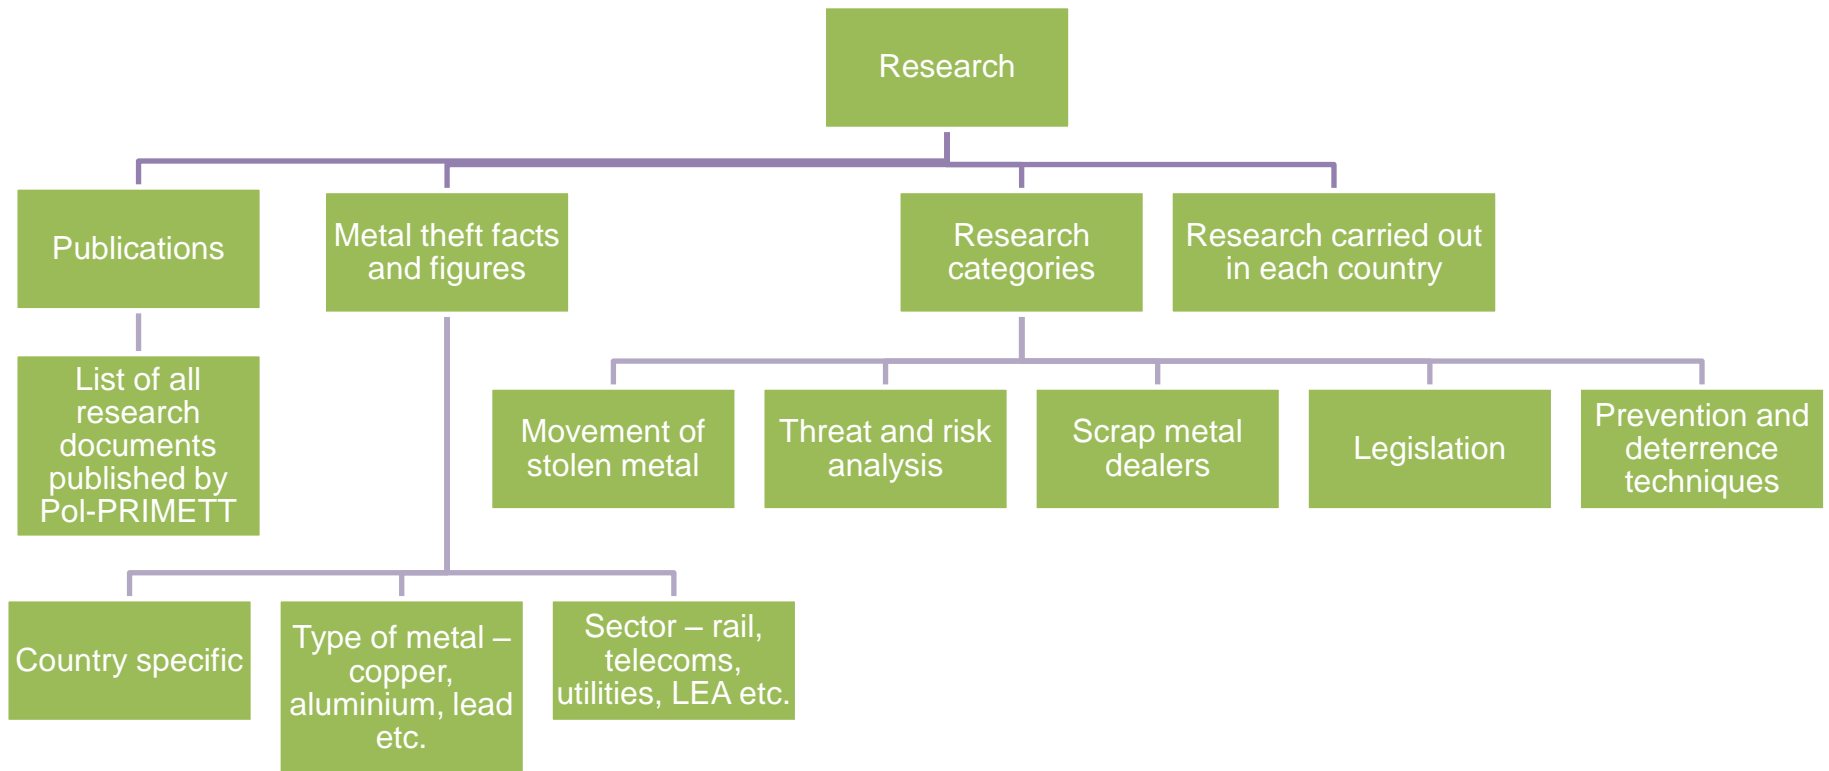 Research
Publications
Metal theft facts
and figures
Research
categories
Research carried out
in each country
List of all
research
documents
published by
Pol-PRIMETT
Movement of
stolen metal
Threat and risk
analysis
Scrap metal
dealers
Legislation
Prevention and
deterrence
techniques
Country specific
Type of metal –
copper,
aluminium, lead
etc.
Sector – rail,
telecoms,
utilities, LEA etc.